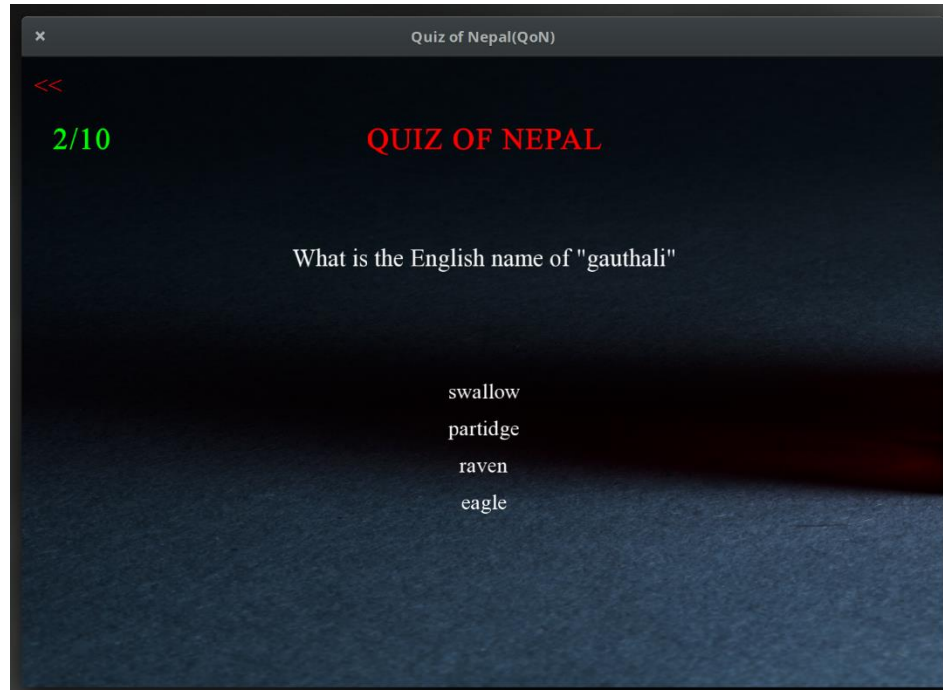 Quiz of Nepal(QoN)
<<
2/10
QUIZ OF NEPAL
What is the English name of "gauthali"
swallow
partidge
raven
eagle